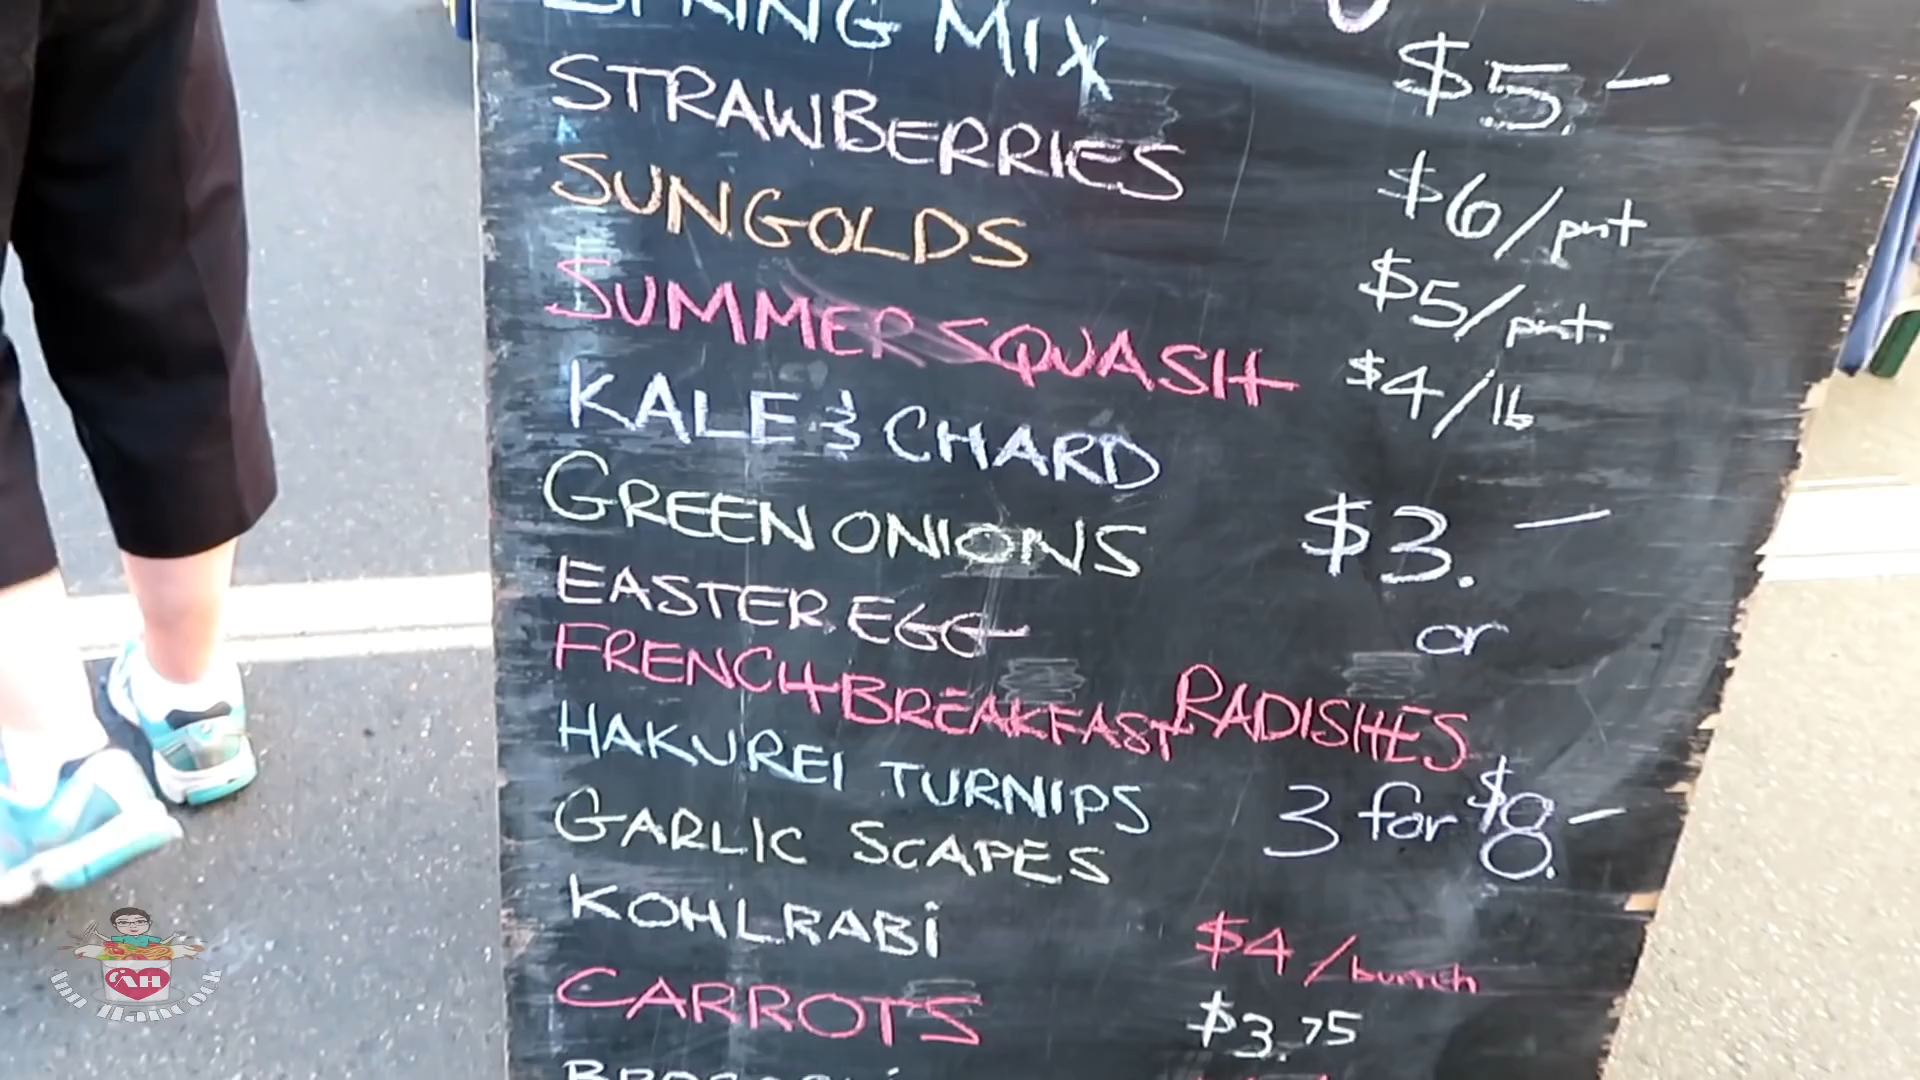 SPRING MIX $5.-
STRAWBERRIES $6/pint
SUNGOLDS $5/pint.
SUMMER SQUASH $4/lb
KALE & CHARD
GREEN ONIONS $3.-
EASTER EGG or
FRENCH BREAKFAST RADISHES
HAKUREI TURNIPS 3 for $8.-
GARLIC SCAPES
KOHLRABi $4/bunch
CARROTS $3.75